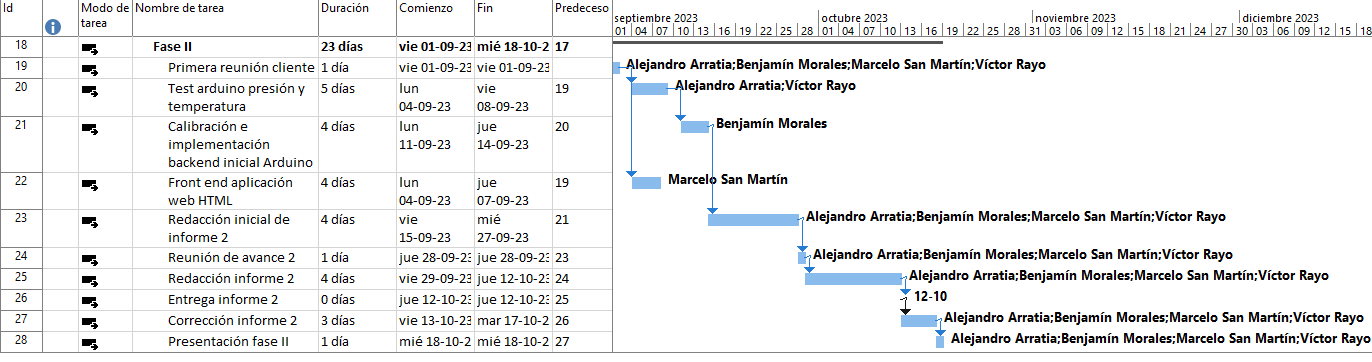 Id
Modo de tarea
Nombre de tarea
Duración
Comienzo
Fin
Predeceso
septiembre 2023
octubre 2023
noviembre 2023
diciembre 2023
01 04 07 10 13 16 19 22 25 28 01 04 07 10 13 16 19 22 25 28 31 03 06 09 12 15 18 21 24 27 30 03 06 09 12 15 18
18 Fase II 23 días vie 01-09-23 mié 18-10-2 17
19 Primera reunión cliente 1 día vie 01-09-23 vie 01-09-23
Alejandro Arratia;Benjamín Morales;Marcelo San Martín;Víctor Rayo
20 Test arduino presión y temperatura 5 días lun 04-09-23 vie 08-09-23 19
Alejandro Arratia;Víctor Rayo
21 Calibración e implementación backend inicial Arduino 4 días lun 11-09-23 jue 14-09-23 20
Benjamín Morales
22 Front end aplicación web HTML 4 días lun 04-09-23 jue 07-09-23 19
Marcelo San Martín
23 Redacción inicial de informe 2 4 días vie 15-09-23 mié 27-09-23 21
Alejandro Arratia;Benjamín Morales;Marcelo San Martín;Víctor Rayo
24 Reunión de avance 2 1 día jue 28-09-23 jue 28-09-23 23
Alejandro Arratia;Benjamín Morales;Marcelo San Martín;Víctor Rayo
25 Redacción informe 2 4 días vie 29-09-23 jue 12-10-2 24
Alejandro Arratia;Benjamín Morales;Marcelo San Martín;Víctor Rayo
26 Entrega informe 2 0 días jue 12-10-2 jue 12-10-2 25
12-10
27 Corrección informe 2 3 días vie 13-10-2 mar 17-10-2 26
Alejandro Arratia;Benjamín Morales;Marcelo San Martín;Víctor Rayo
28 Presentación fase II 1 día mié 18-10-2 mié 18-10-2 27
Alejandro Arratia;Benjamín Morales;Marcelo San Martín;Víctor Rayo